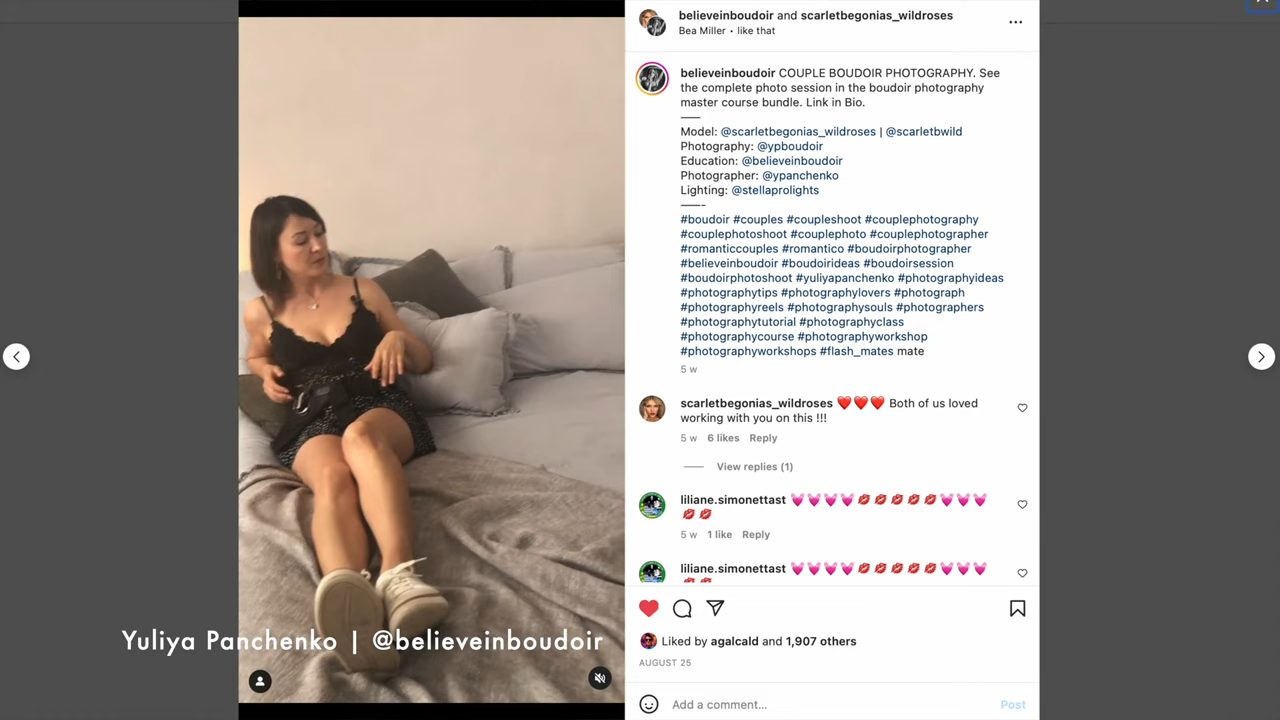 believeinboudoir and scarletbegonias_wildroses
Bea Miller • like that
believeinboudoir COUPLE BOUDOIR PHOTOGRAPHY. See
the complete photo session in the boudoir photography
master course bundle. Link in Bio.
——
Model: @scarletbegonias_wildroses | @scarletbwild
Photography: @ypboudoir
Education: @believeinboudoir
Photographer: @ypanchenko
Lighting: @stellaprolights
——-
#boudoir #couples #coupleshoot #couplephotography
#couplephotoshoot #couplephoto #couplephotographer
#romanticcouples #romantico #boudoirphotographer
#believeinboudoir #boudoirideas #boudoirsession
#boudoirphotoshoot #yuliyapanchenko #photographyideas
#photographytips #photographylovers #photograph
#photographyreels #photographysouls #photographers
#photographytutorial #photographyclass
#photographycourse #photographyworkshop
#photographyworkshops #flash_mates mate
5 w
scarletbegonias_wildroses ❤️❤️❤️ Both of us loved
working with you on this !!!
5 w 6 likes Reply
View replies (1)
liliane.simonettast 💓💓💓💓💋💋💋💋💋💓💓💓
💋💋
5 w 1 like Reply
liliane.simonettast 💓💓💓💓💋💋💋💋💋💓💓💓
💋💋
Liked by agalcald and 1,907 others
AUGUST 25
Add a comment...
Post
Yuliya Panchenko | @believeinboudoir